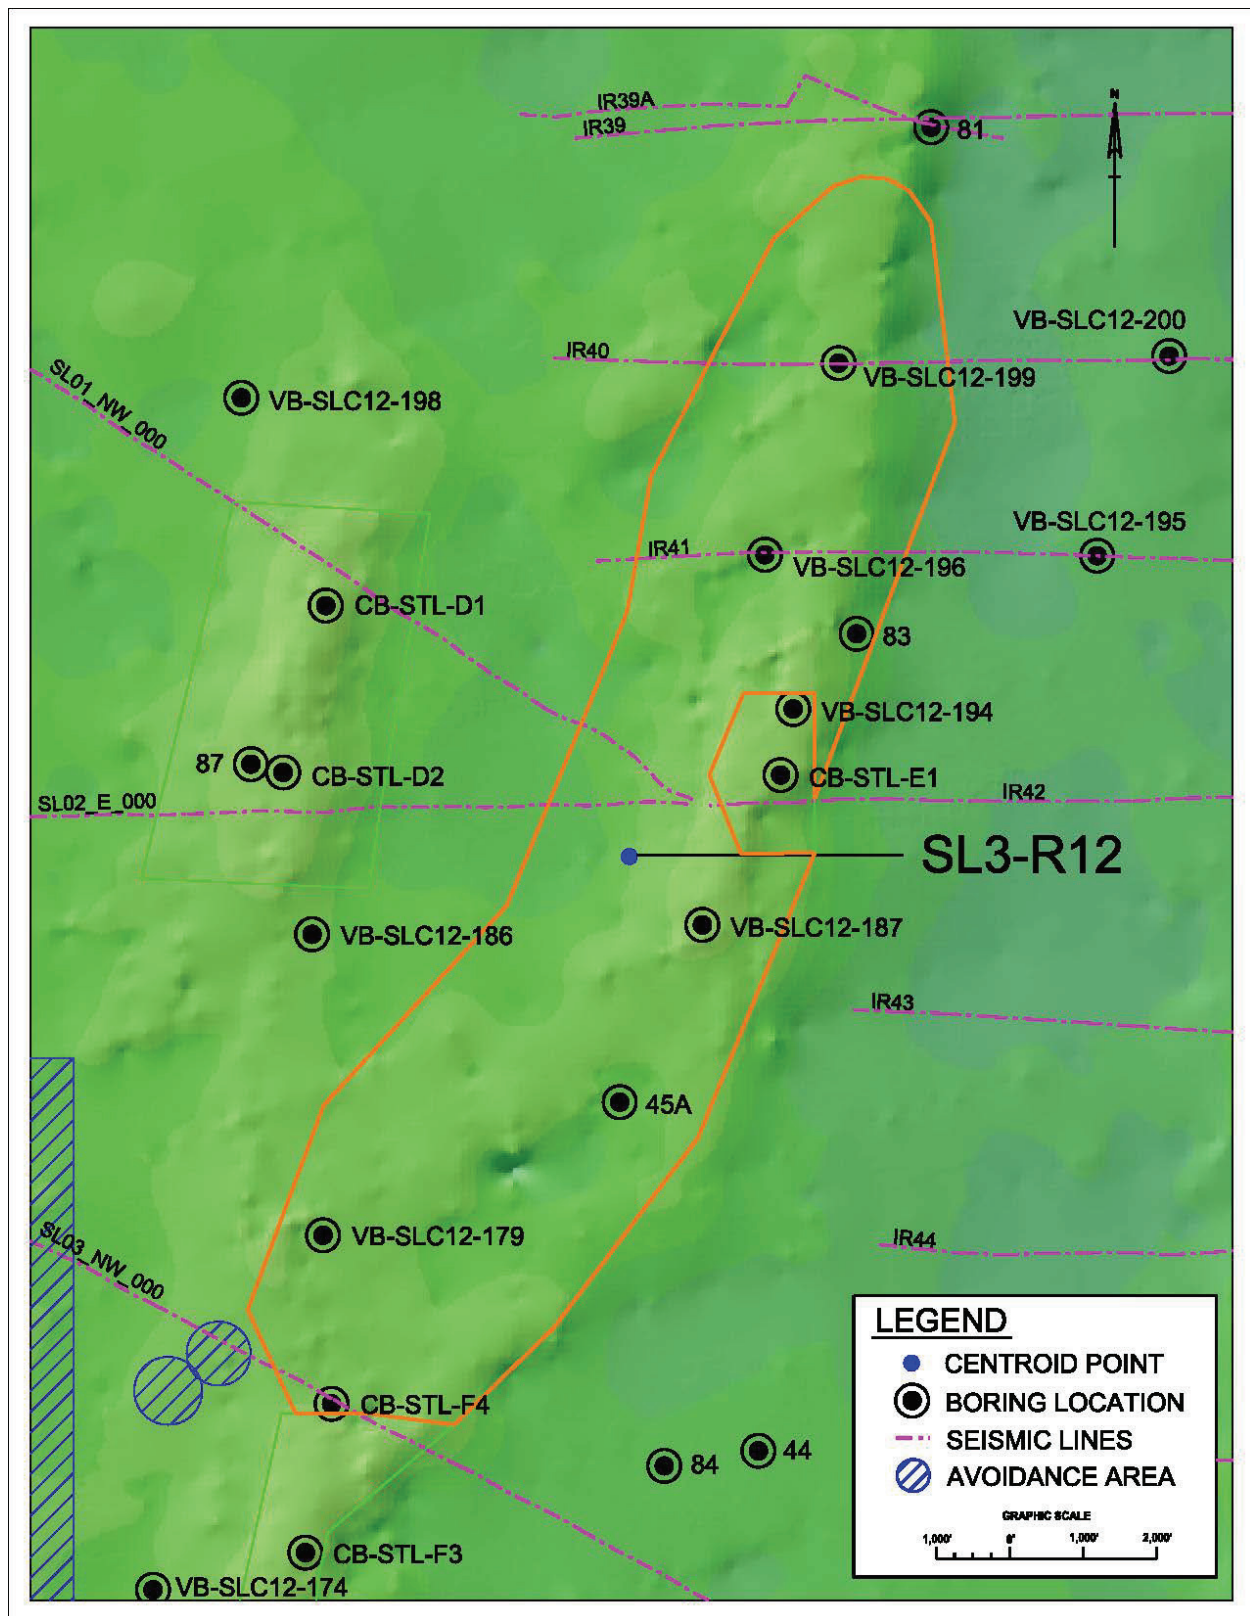 IR39A
N
IR39
81
VB-SLC12-200
IR40
VB-SLC12-199
SL01_NW_000
VB-SLC12-198
VB-SLC12-195
IR41
VB-SLC12-196
CB-STL-D1
83
VB-SLC12-194
87
CB-STL-D2
CB-STL-E1
SL02_E_000
IR42
SL3-R12
VB-SLC12-186
VB-SLC12-187
IR43
45A
VB-SLC12-179
SL03_NW_000
IR44
CB-STL-F4
84
44
CB-STL-F3
VB-SLC12-174
LEGEND
CENTROID POINT
BORING LOCATION
SEISMIC LINES
AVOIDANCE AREA
GRAPHIC SCALE
1,000' 0' 1,000' 2,000'